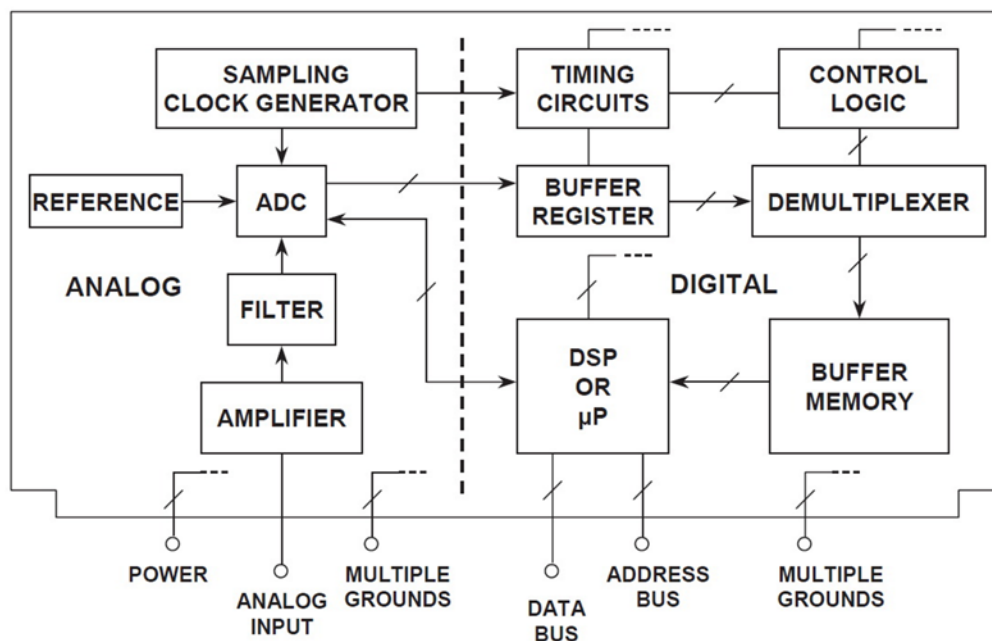 SAMPLING
CLOCK GENERATOR
TIMING
CIRCUITS
CONTROL
LOGIC
REFERENCE
ADC
BUFFER
REGISTER
DEMULTIPLEXER
ANALOG
DIGITAL
FILTER
DSP
OR
µP
BUFFER
MEMORY
AMPLIFIER
POWER
ANALOG
INPUT
MULTIPLE
GROUNDS
DATA
BUS
ADDRESS
BUS
MULTIPLE
GROUNDS